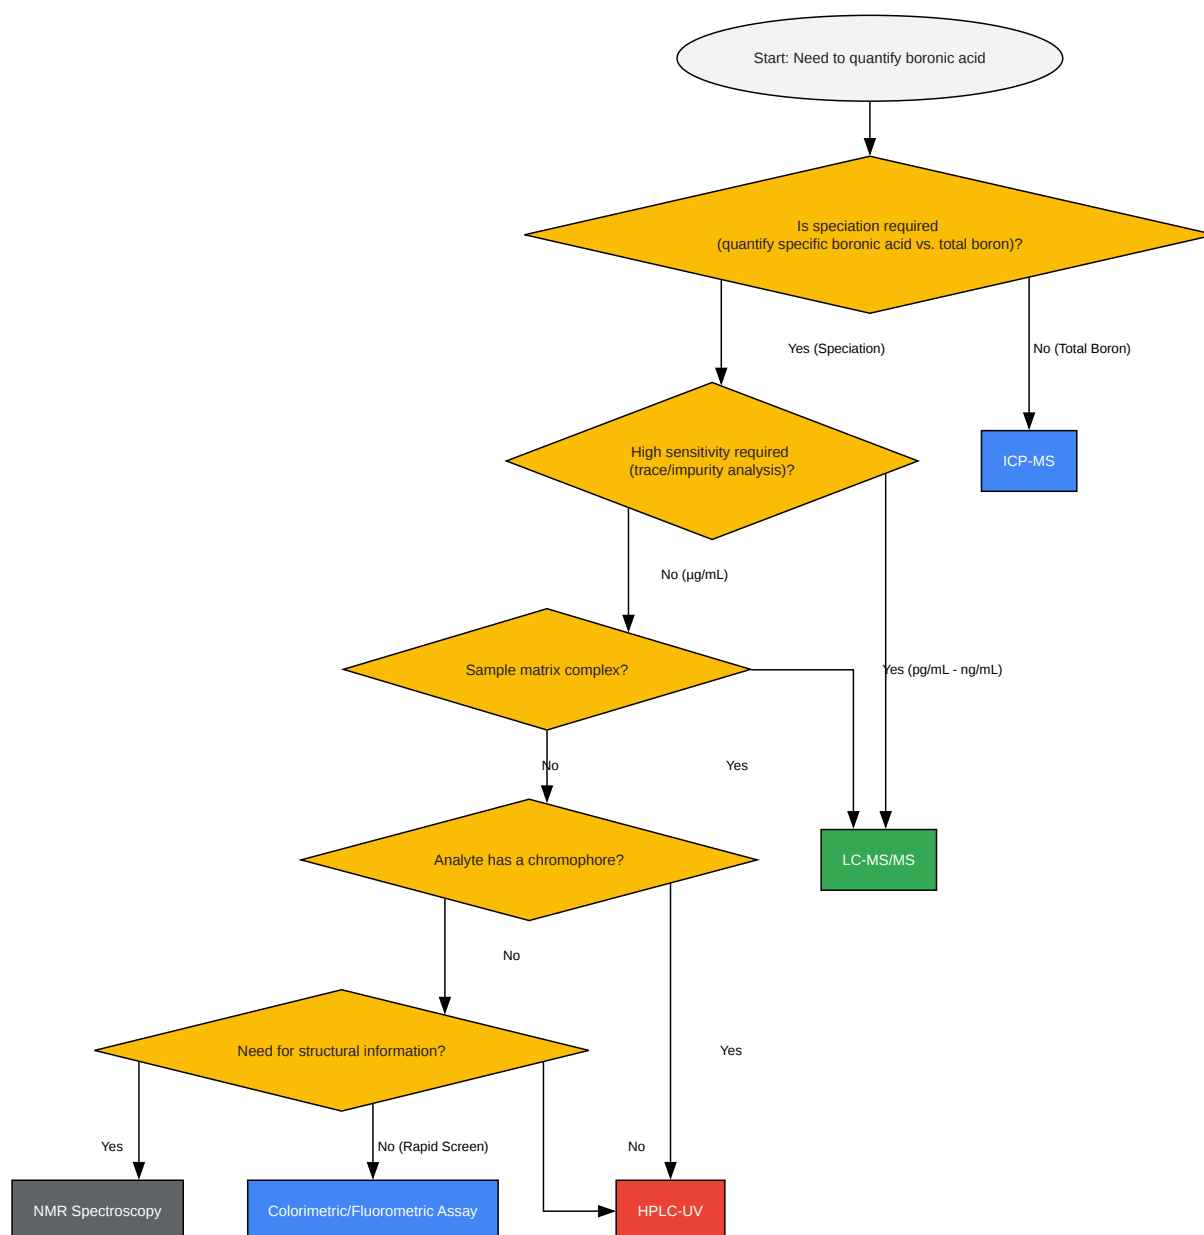 Start: Need to quantify boronic acid
Is speciation required
(quantify specific boronic acid vs. total boron)?
Yes (Speciation)
No (Total Boron)
High sensitivity required
(trace/impurity analysis)?
ICP-MS
No (µg/mL)
Sample matrix complex?
Yes (pg/mL - ng/mL)
No
Yes
Analyte has a chromophore?
LC-MS/MS
No
Need for structural information?
Yes
Yes
No (Rapid Screen)
No
NMR Spectroscopy
Colorimetric/Fluorometric Assay
HPLC-UV